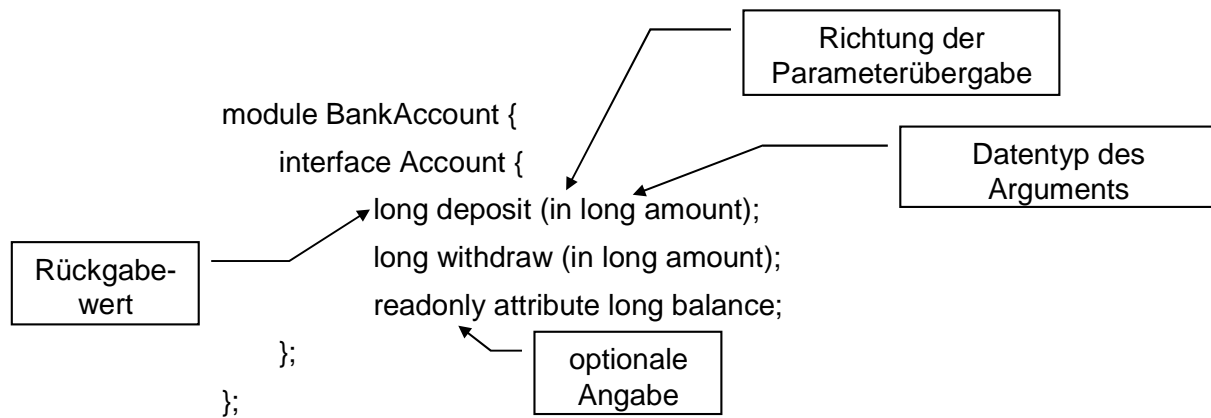 Richtung der
Parameterübergabe
module BankAccount {
interface Account {
Datentyp des
Arguments
long deposit (in long amount);
long withdraw (in long amount);
Rückgabe-
wert
readonly attribute long balance;
};
optionale
Angabe
};